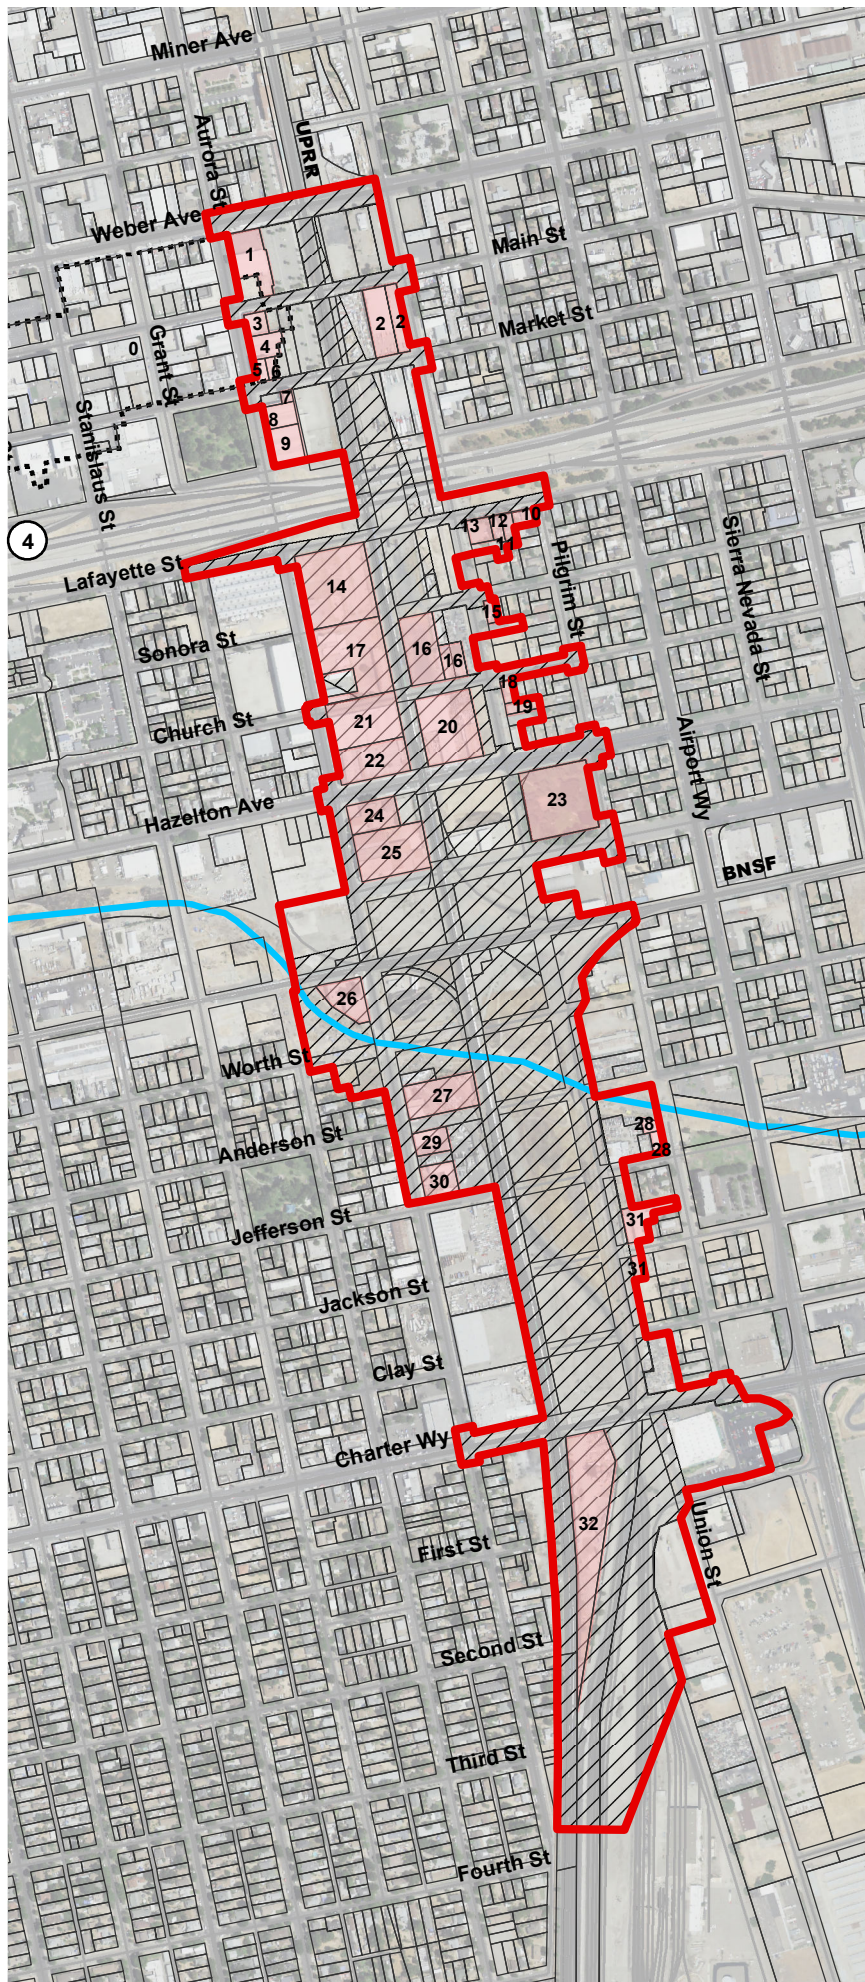 Miner Ave
Aurora St
UPRR
Weber Ave
Main St
1
3
2
2
Market St
0
Grant St
4
5
6
7
8
9
Stanislaus St
4
Lafayette St
13
12
10
11
Pilgrim St
Sierra Nevada St
14
15
Sonora St
17
16
16
18
19
Church St
21
20
22
Airport Wy
Hazelton Ave
24
23
25
BNSF
26
Worth St
27
28
28
Anderson St
29
30
Jefferson St
31
31
Jackson St
Clay St
Charter Wy
32
First St
Union St
Second St
Third St
Fourth St